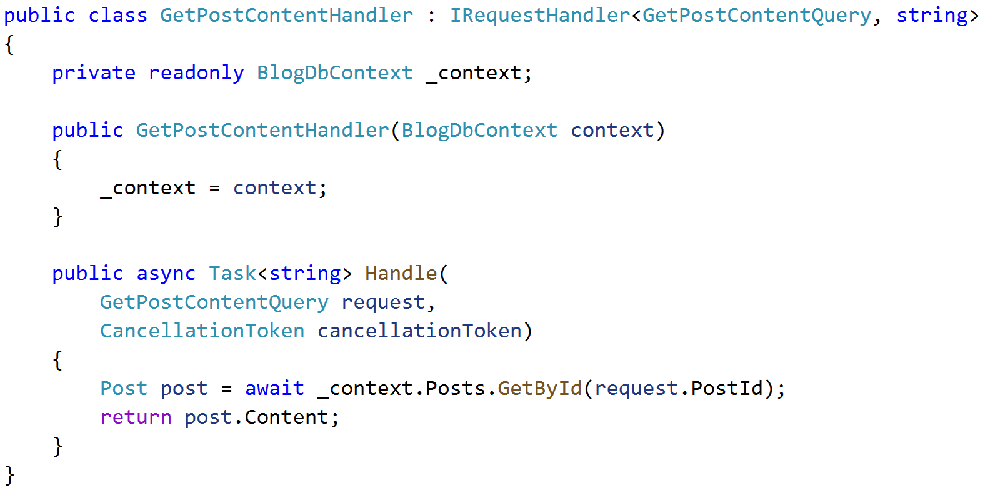 public class GetPostContentHandler : IRequestHandler<GetPostContentQuery, string>
{
    private readonly BlogDbContext _context;

    public GetPostContentHandler(BlogDbContext context)
    {
        _context = context;
    }

    public async Task<string> Handle(
        GetPostContentQuery request,
        CancellationToken cancellationToken)
    {
        Post post = await _context.Posts.GetById(request.PostId);
        return post.Content;
    }
}